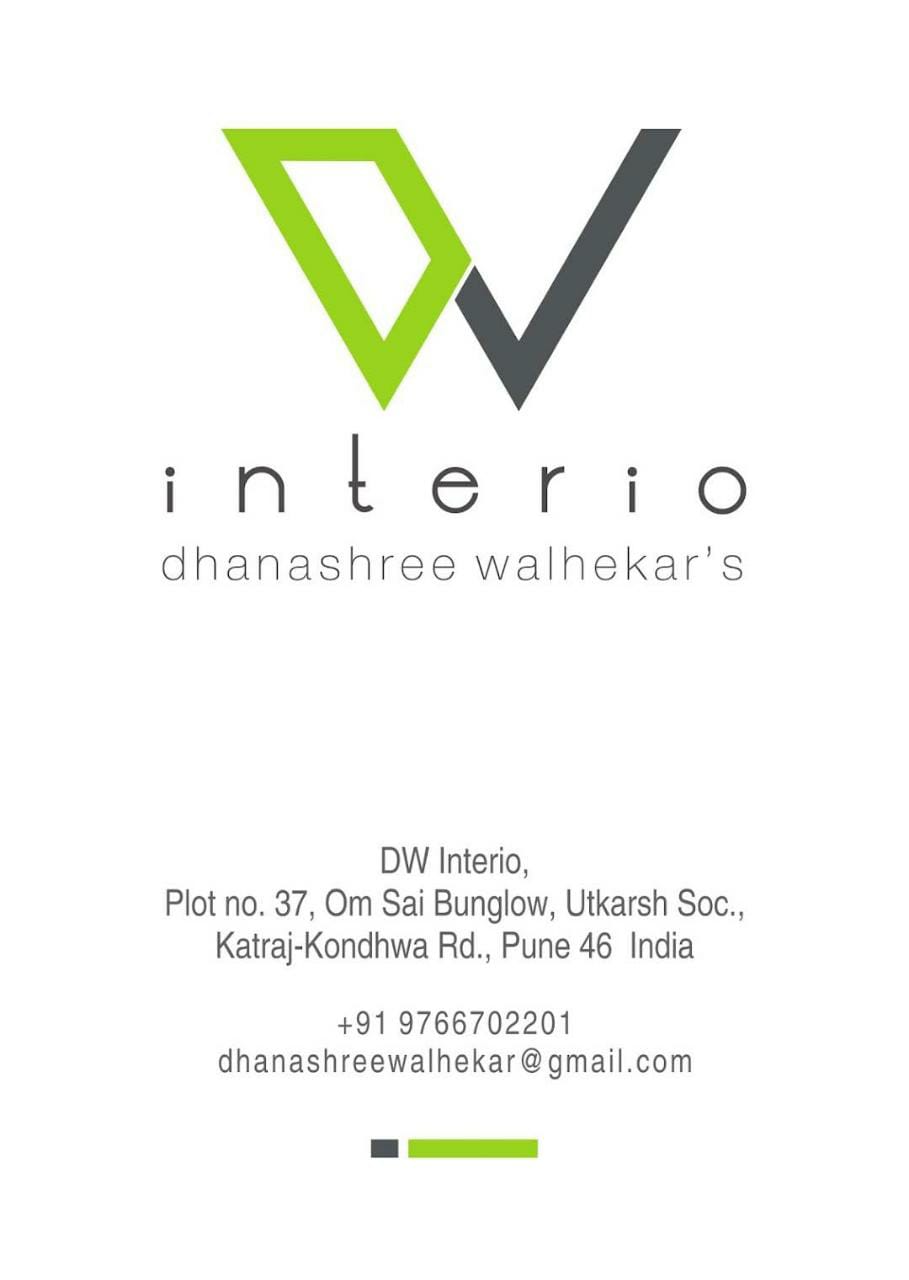 DW
interio
dhanashree walhekar’s
DW Interio,
Plot no. 37, Om Sai Bunglow, Utkarsh Soc.,
Katraj-Kondhwa Rd., Pune 46  India
+91 9766702201
dhanashreewalhekar@gmail.com